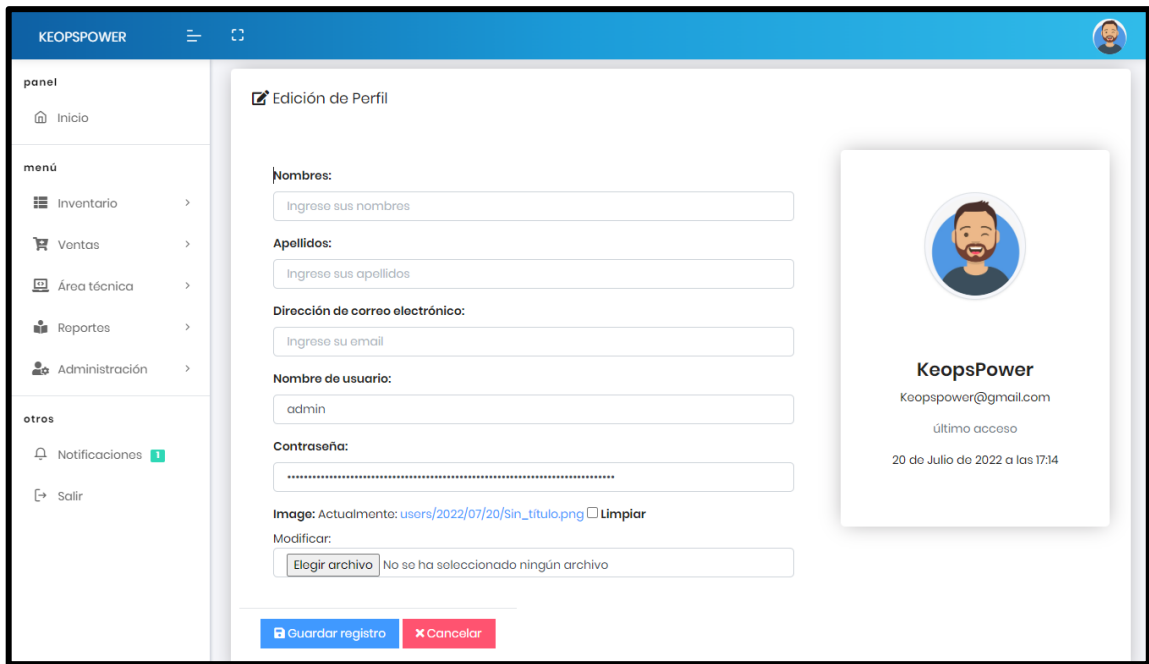 KEOPSPOWER
panel
Inicio
menú
Inventario
Ventas
Área técnica
Reportes
Administración
otros
Notificaciones 1
Salir
Edición de Perfil
Nombres:
Ingrese sus nombres
Apellidos:
Ingrese sus apellidos
Dirección de correo electrónico:
Ingrese su email
Nombre de usuario:
admin
Contraseña:
Image: Actualmente: users/2022/07/20/Sin_título.png Limpiar
Modificar:
Elegir archivo No se ha seleccionado ningún archivo
Guardar registro Cancelar
KeopsPower
Keopspower@gmail.com
último acceso
20 de Julio de 2022 a las 17:14